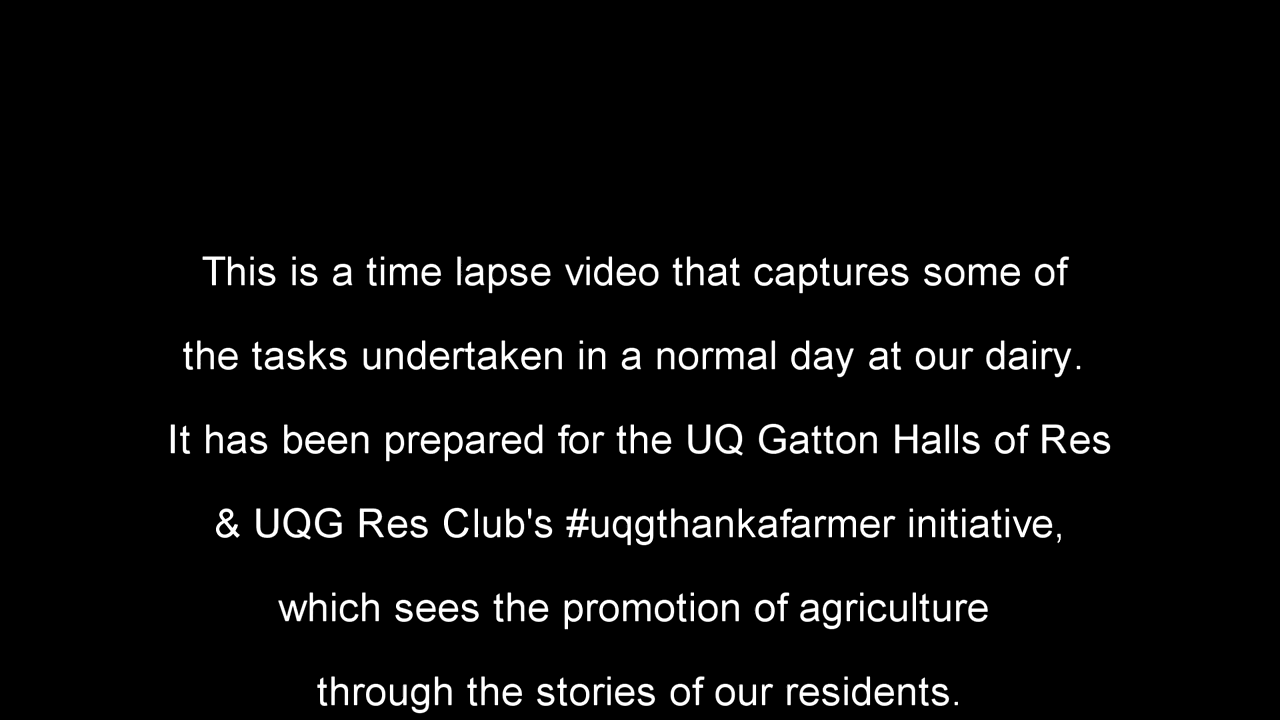 This is a time lapse video that captures some of
the tasks undertaken in a normal day at our dairy.
It has been prepared for the UQ Gatton Halls of Res
& UQG Res Club's #uqgthankafarmer initiative,
which sees the promotion of agriculture
through the stories of our residents.